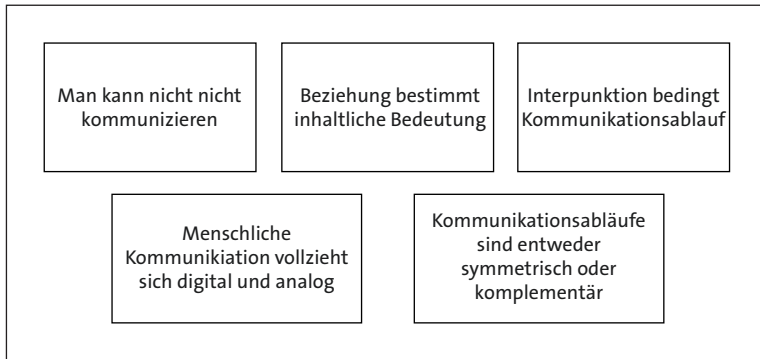 Man kann nicht nicht
kommunizieren
Beziehung bestimmt
inhaltliche Bedeutung
Interpunktion bedingt
Kommunikationsablauf
Menschliche
Kommunikiation vollzieht
sich digital und analog
Kommunikationsabläufe
sind entweder
symmetrisch oder
komplementär